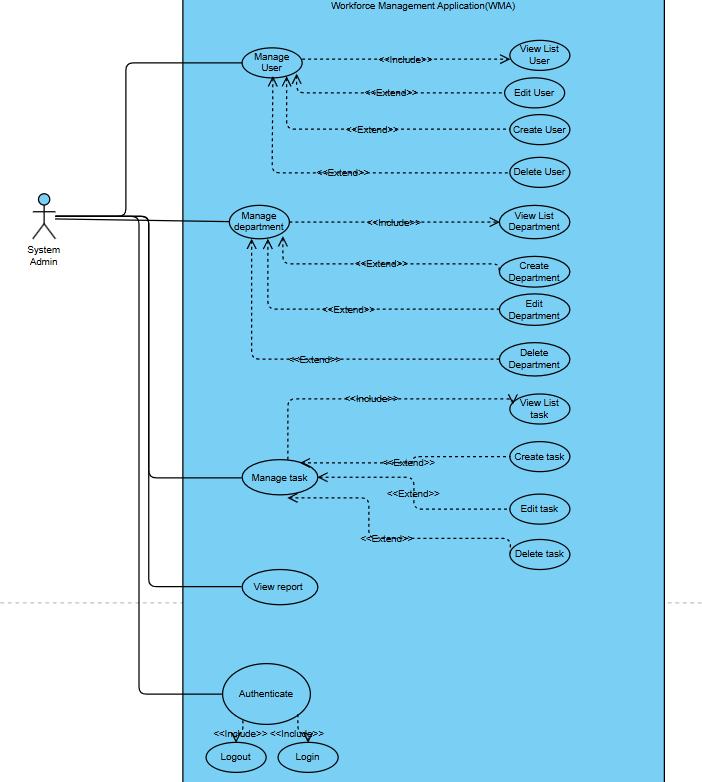 Workforce Management Application(WMA)
Manage
User
<<Include>>
View List
User
<<Extend>>
Edit User
<<Extend>>
Create User
<<Extend>>
Delete User
System
Admin
Manage
department
<<Include>>
View List
Department
<<Extend>>
Create
Department
<<Extend>>
Edit
Department
<<Extend>>
Delete
Department
<<Include>>
View List
task
Manage task
<<Extend>>
Create task
<<Extend>>
Edit task
<<Extend>>
Delete task
View report
Authenticate
<<Include>> <<Include>>
Logout
Login